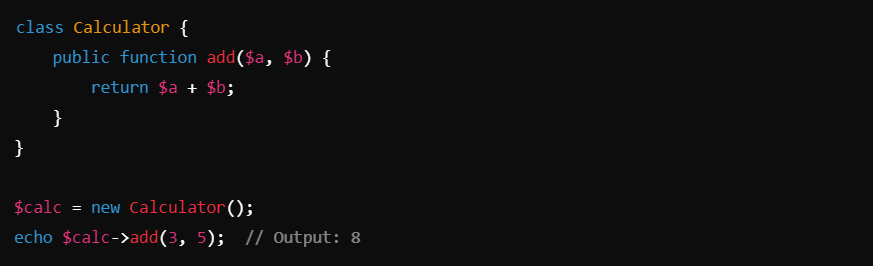 class Calculator {
    public function add($a, $b) {
        return $a + $b;
    }
}

$calc = new Calculator();
echo $calc->add(3, 5);  // Output: 8